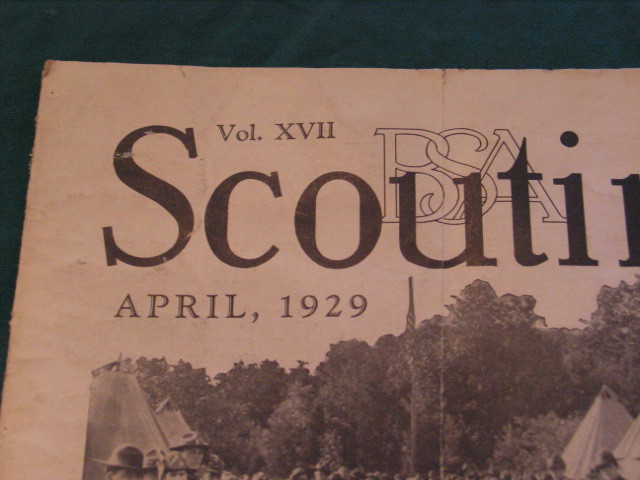 Vol. XVII
BSA
Scoutin
APRIL, 1929